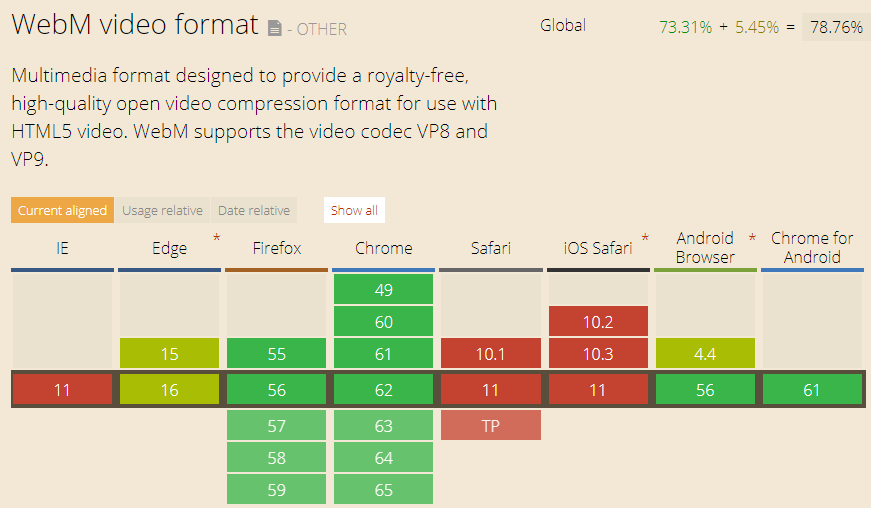 WebM video format - OTHER
Global 73.31% + 5.45% = 78.76%
Multimedia format designed to provide a royalty-free,
high-quality open video compression format for use with
HTML5 video. WebM supports the video codec VP8 and
VP9.
Current aligned Usage relative Date relative Show all
IE Edge * Firefox Chrome Safari iOS Safari * Android Browser * Chrome for Android
49
60 10.2
15 55 61 10.1 10.3 4.4
11 16 56 62 11 11 56 61
57 63 TP
58 64
59 65